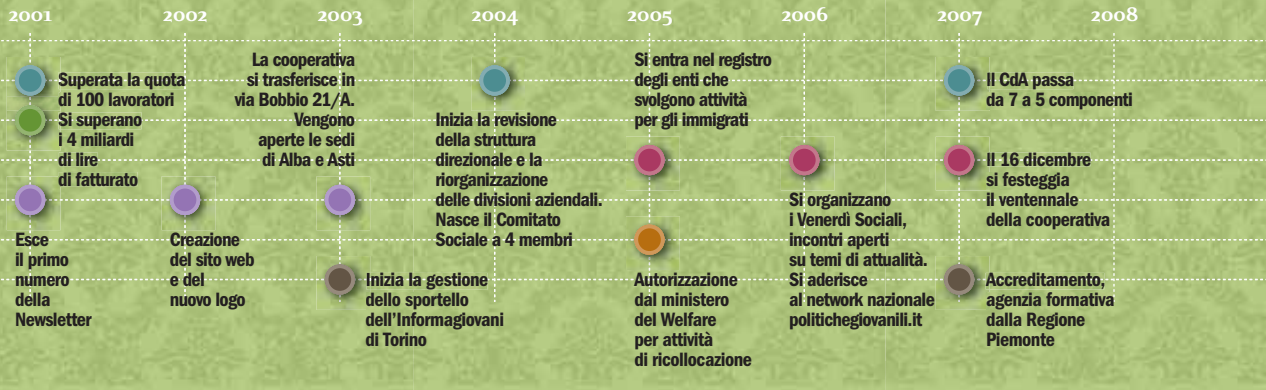 2001 2002 2003 2004 2005 2006 2007 2008
Superata la quota
di 100 lavoratori
Si superano
i 4 miliardi
di lire
di fatturato
Esce
il primo
numero
della
Newsletter
Creazione
del sito web
e del
nuovo logo
La cooperativa
si trasferisce in
via Bobbio 21/A.
Vengono
aperte le sedi
di Alba e Asti
Inizia la gestione
dello sportello
dell'Informagiovani
di Torino
Inizia la revisione
della struttura
direzionale e la
riorganizzazione
delle divisioni aziendali.
Nasce il Comitato
Sociale a 4 membri
Si entra nel registro
degli enti che
svolgono attività
per gli immigrati
Autorizzazione
dal ministero
del Welfare
per attività
di ricollocazione
Si organizzano
i Venerdì Sociali,
incontri aperti
su temi di attualità.
Si aderisce
al network nazionale
politichegiovanili.it
Il CdA passa
da 7 a 5 componenti
Il 16 dicembre
si festeggia
il ventennale
della cooperativa
Accreditamento,
agenzia formativa
dalla Regione
Piemonte